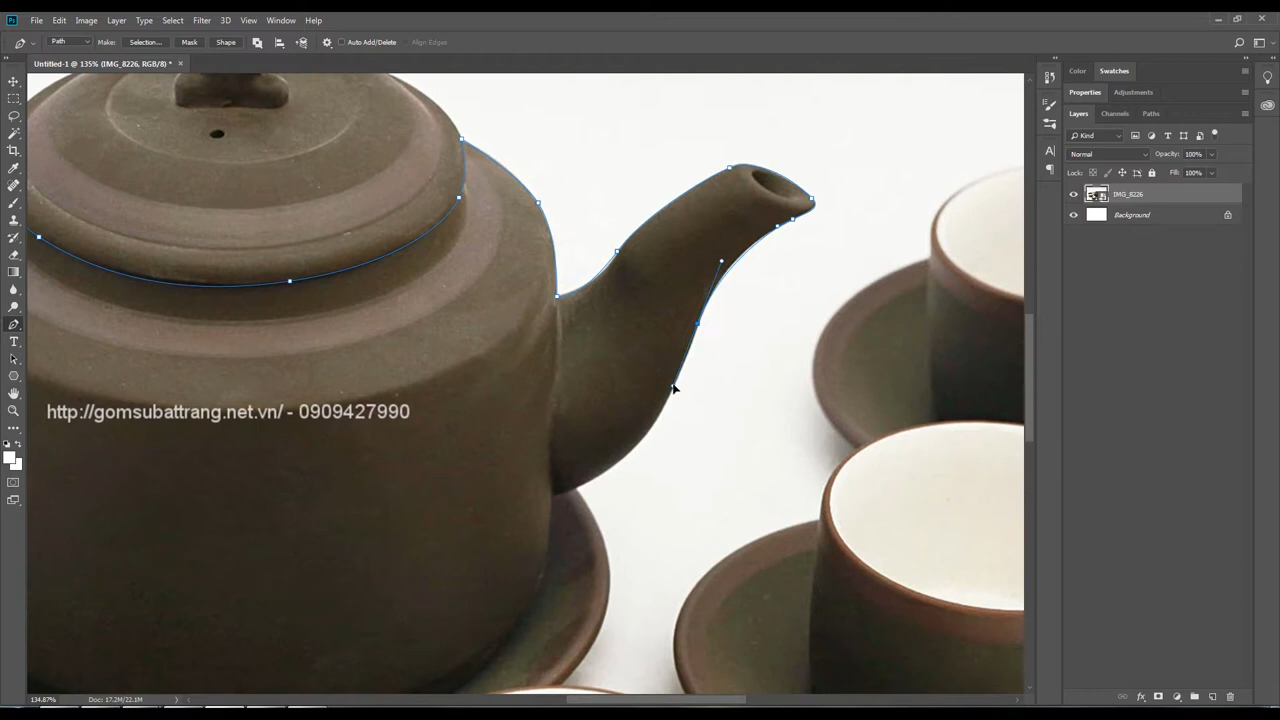 Ps File Edit Image Layer Type Select Filter 3D View Window Help
Path Make: Selection... Mask Shape Auto Add/Delete Align Edges
Untitled-1 @ 135% (IMG_8226, RGB/8) * ×
Color Swatches
Properties Adjustments
Layers Channels Paths
Kind
Normal Opacity: 100%
Lock: Fill: 100%
IMG_8226
Background
http://gomsubattrang.net.vn/ - 0909427990
134.87% Doc: 17.2M/22.1M